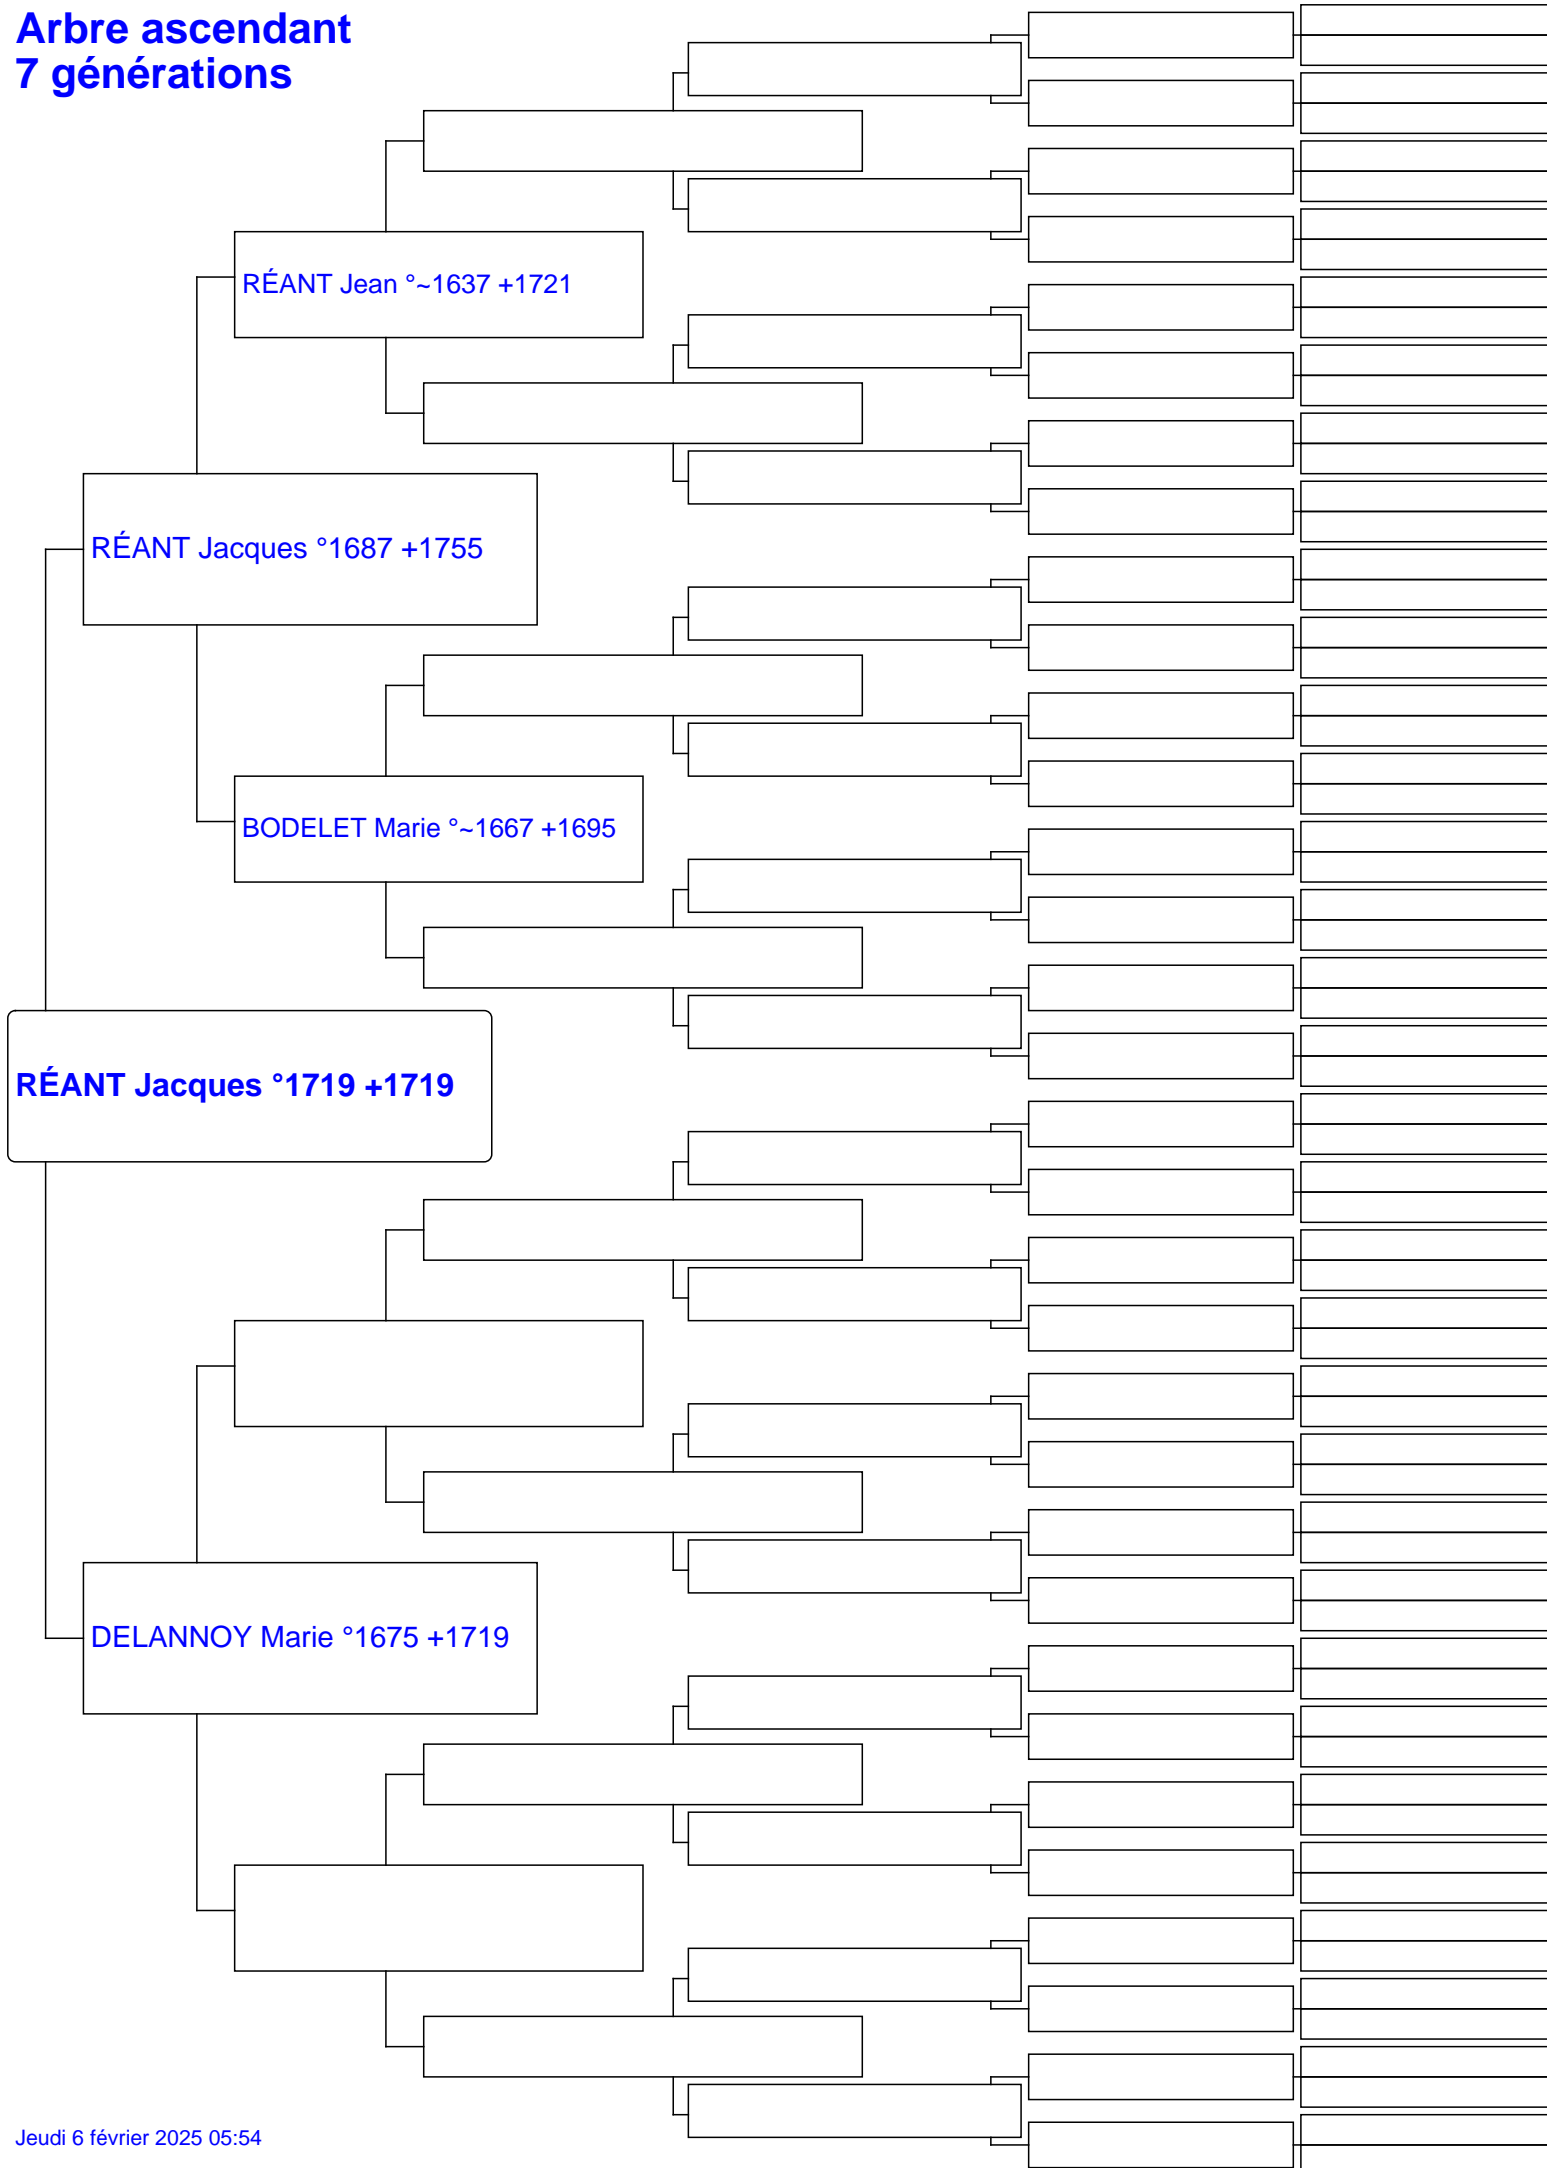 Arbre ascendant
7 générations
RÉANT Jean °~1637 +1721
RÉANT Jacques °1687 +1755
BODELET Marie °~1667 +1695
RÉANT Jacques °1719 +1719
DELANNOY Marie °1675 +1719
Jeudi 6 février 2025 05:54